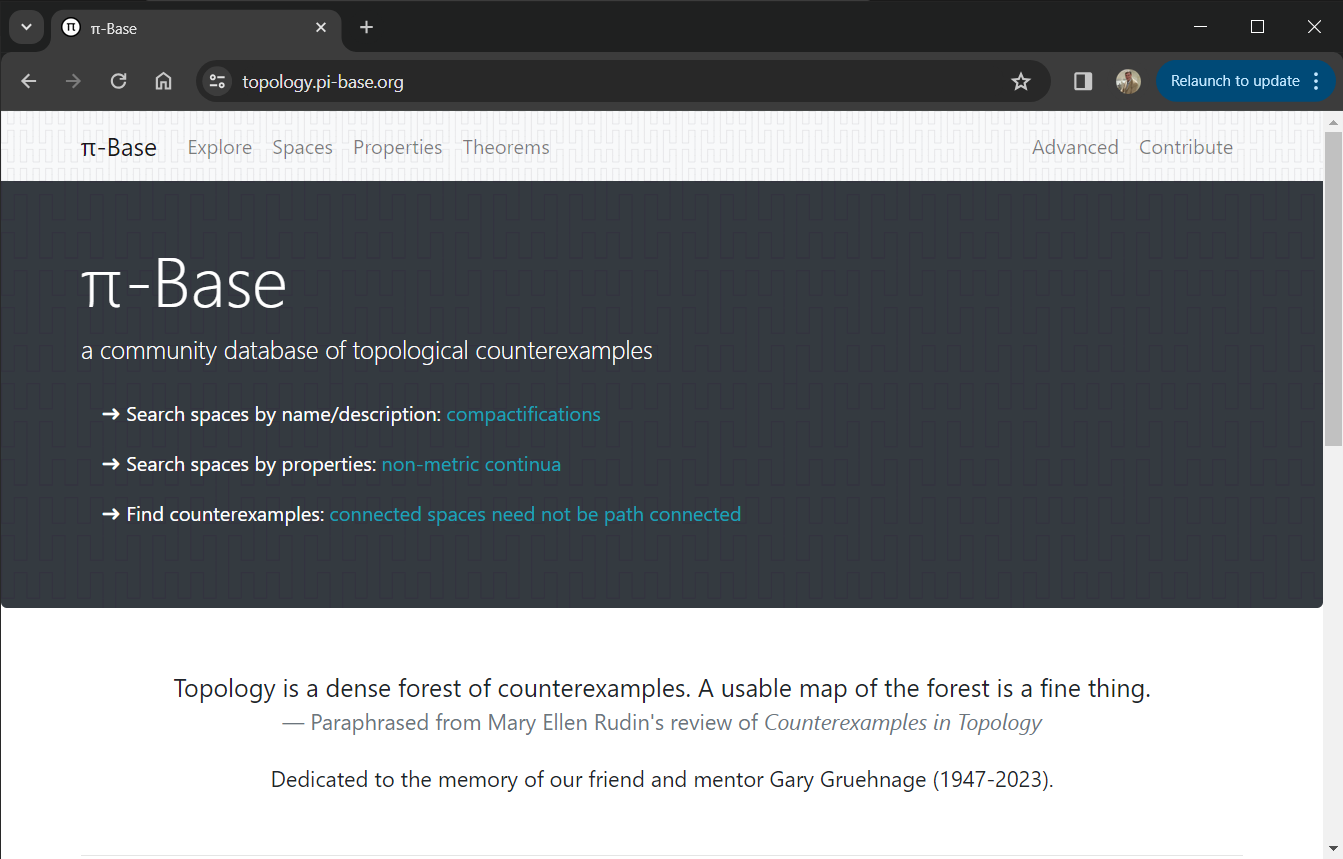 π-Base
topology.pi-base.org
Relaunch to update
π-Base Explore Spaces Properties Theorems Advanced Contribute
π-Base
a community database of topological counterexamples
➜ Search spaces by name/description: compactifications
➜ Search spaces by properties: non-metric continua
➜ Find counterexamples: connected spaces need not be path connected
Topology is a dense forest of counterexamples. A usable map of the forest is a fine thing.
— Paraphrased from Mary Ellen Rudin's review of Counterexamples in Topology
Dedicated to the memory of our friend and mentor Gary Gruehnage (1947-2023).